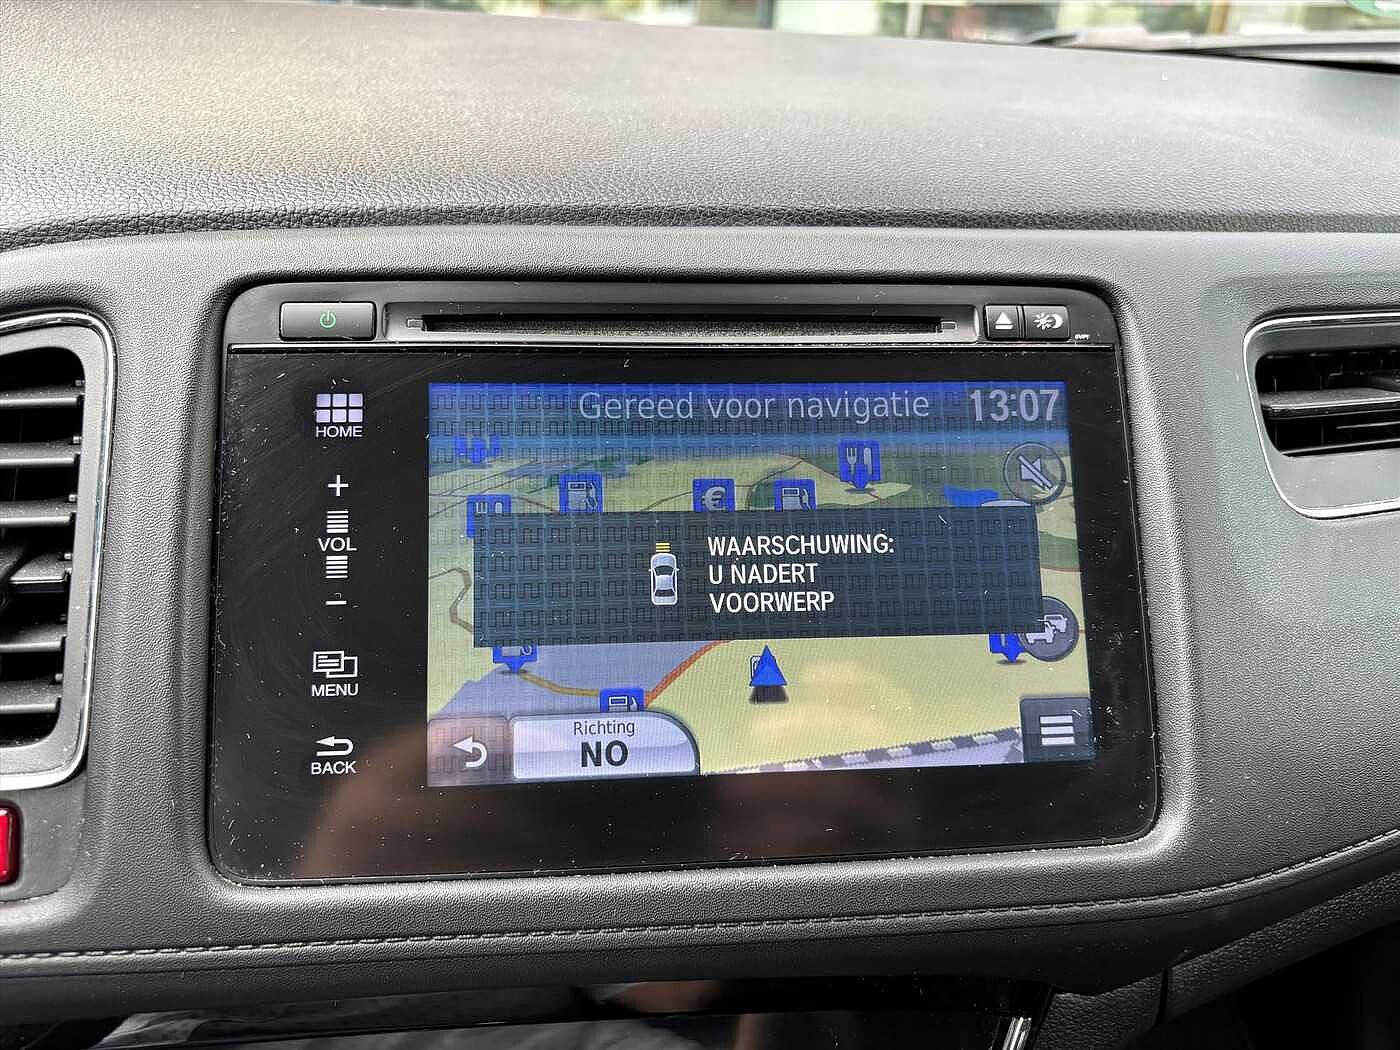 Gereed voor navigatie 13:07
HOME
+
VOL
−
MENU
BACK
€
WAARSCHUWING:
U NADERT
VOORWERP
Richting
NO